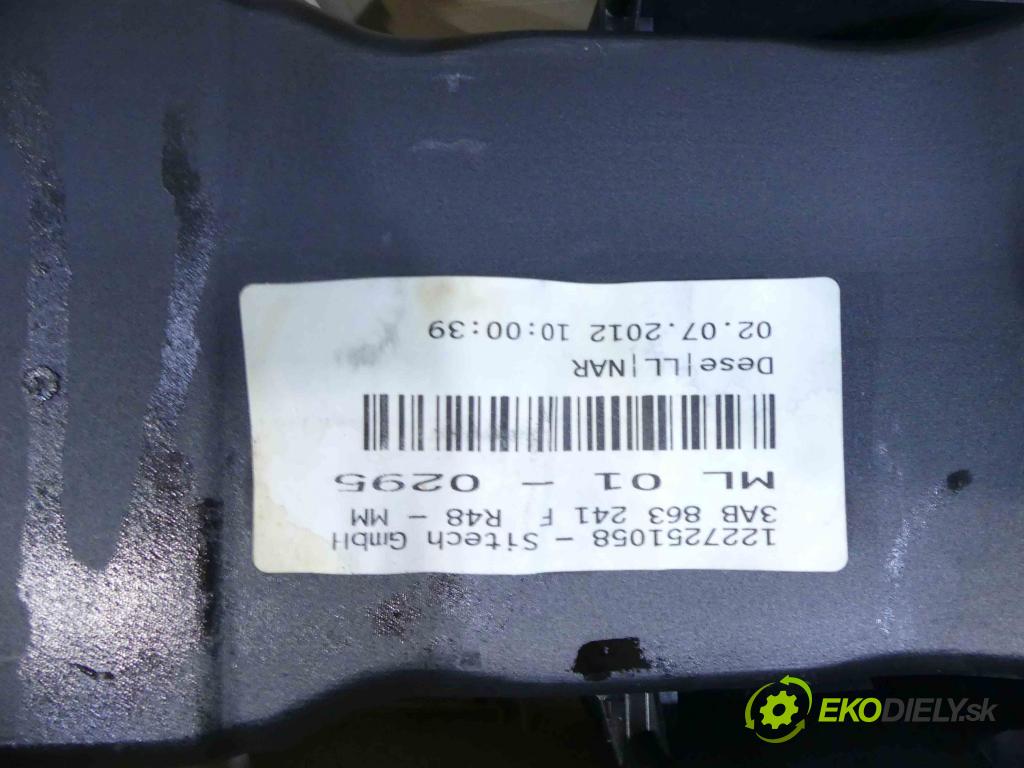 1227251058 - Sitech GmbH
3AB 863 241 F R48 - MM
ML 01 - 0295
Dese|LL|NAR
02.07.2012 10:00:39
EKODIELY.sk